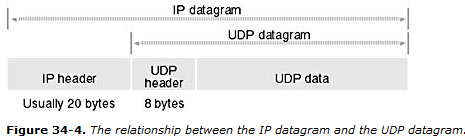 IP datagram
UDP datagram
IP header
UDP header
UDP data
Usually 20 bytes
8 bytes
Figure 34-4. The relationship between the IP datagram and the UDP datagram.